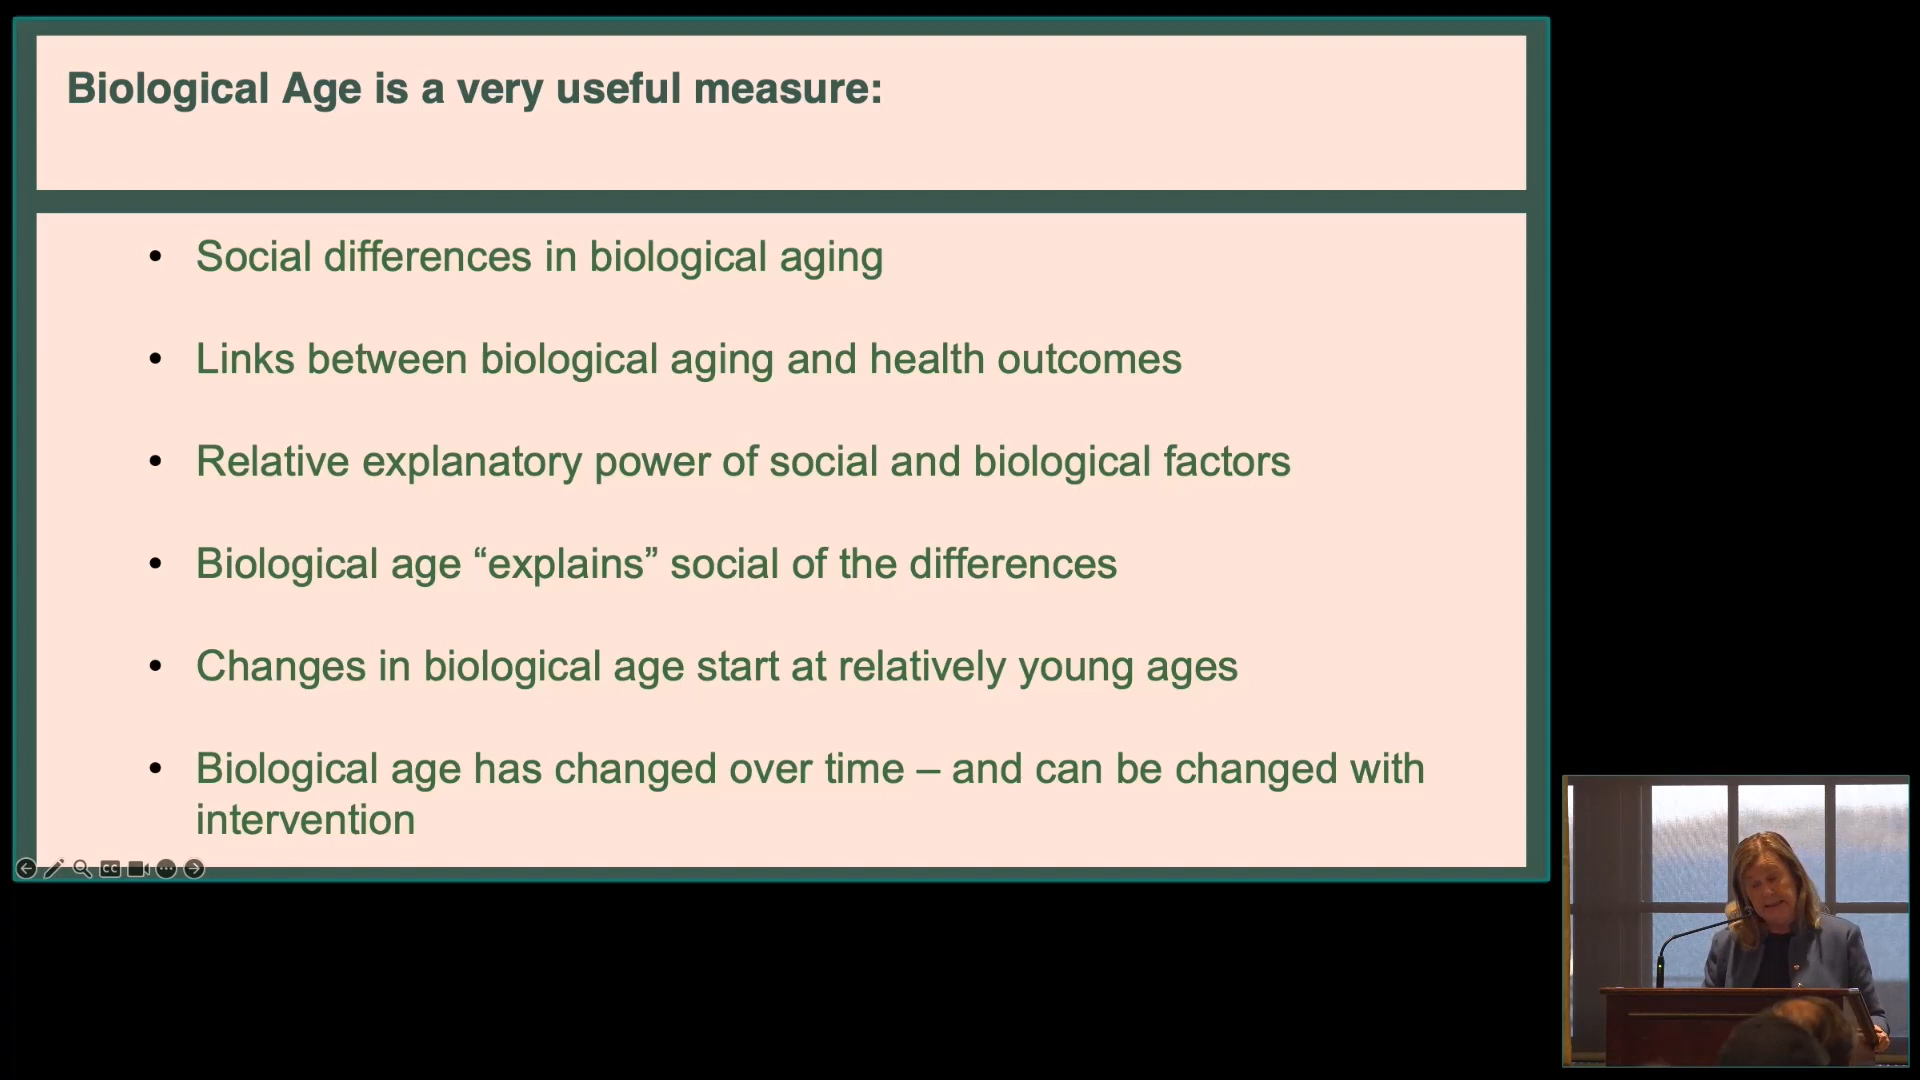 Biological Age is a very useful measure:
• Social differences in biological aging
• Links between biological aging and health outcomes
• Relative explanatory power of social and biological factors
• Biological age “explains” social of the differences
• Changes in biological age start at relatively young ages
• Biological age has changed over time – and can be changed with
intervention
CC